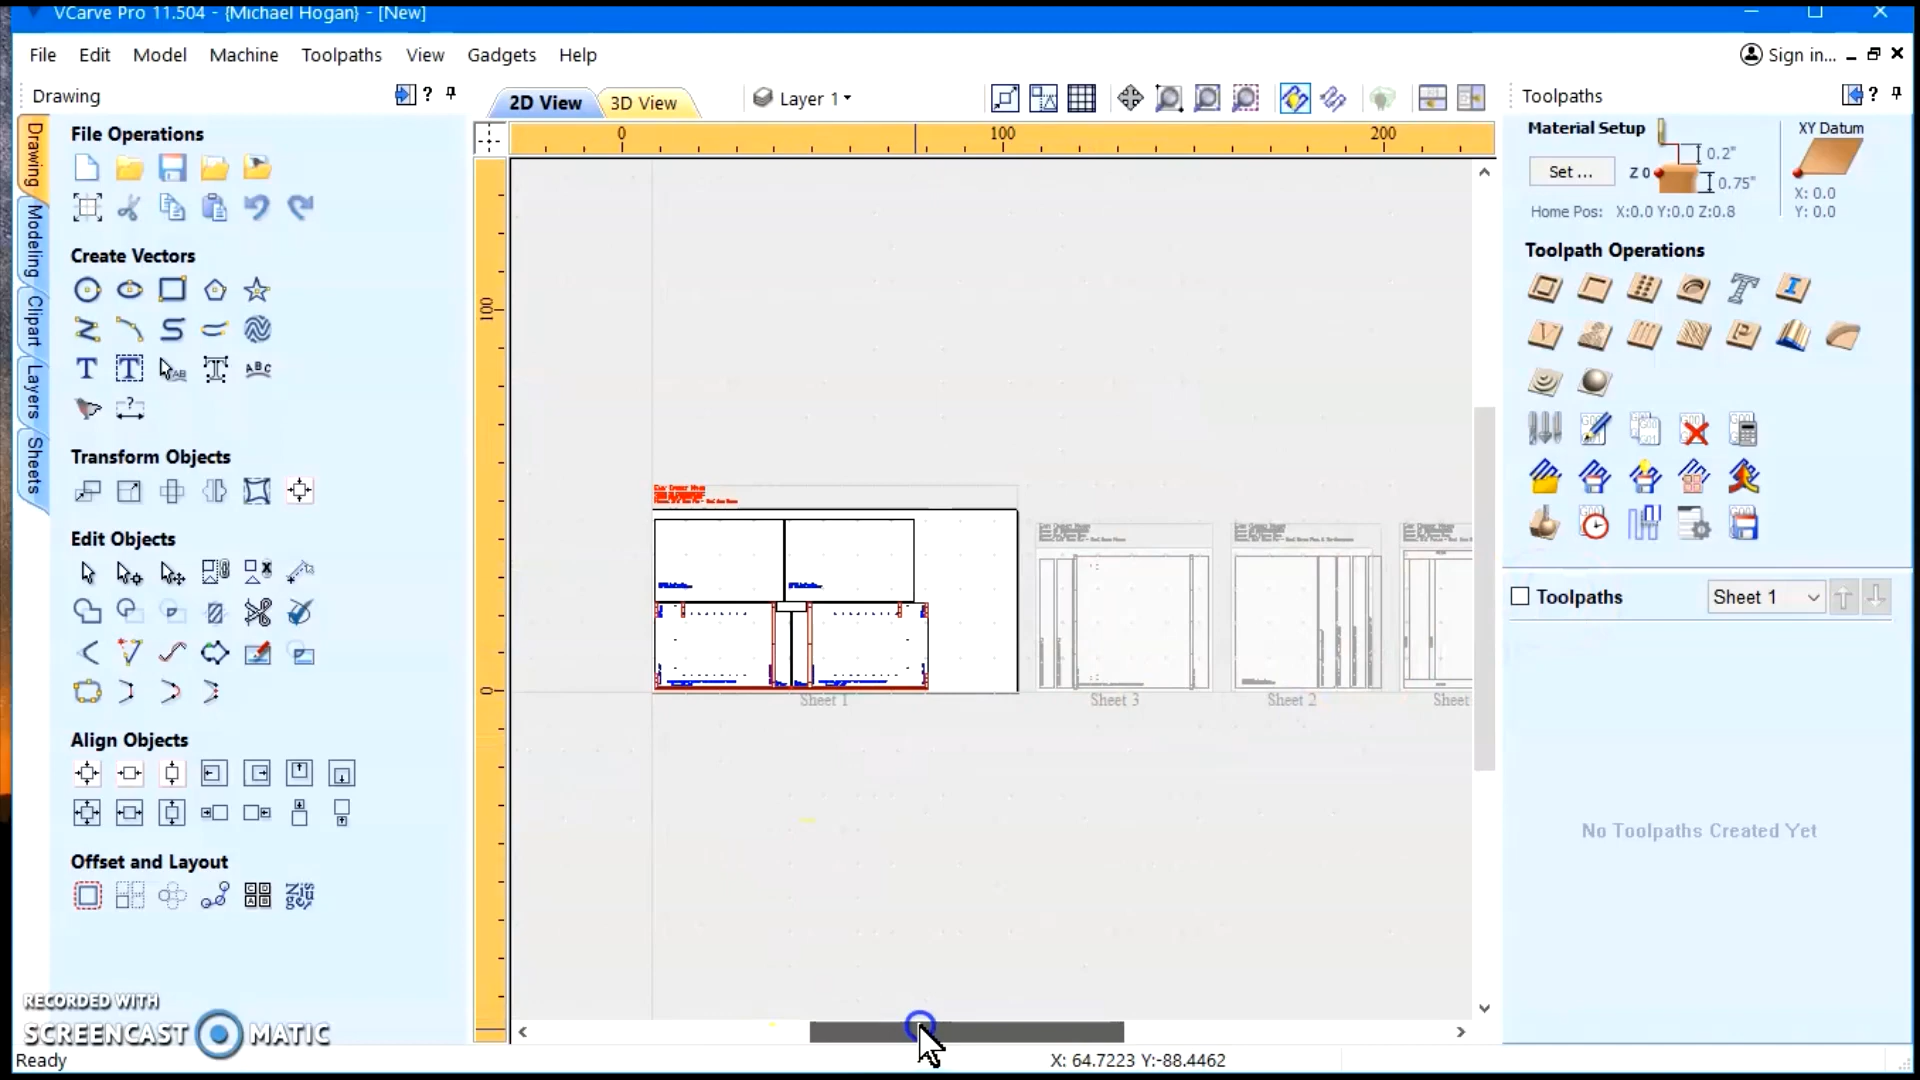 VCarve Pro 11.504 - {Michael Hogan} - [New]
File Edit Model Machine Toolpaths View Gadgets Help
Sign in...
Drawing
2D View
3D View
Layer 1
Toolpaths
Drawing
Modeling
Clipart
Layers
Sheets
File Operations
Create Vectors
Transform Objects
Edit Objects
Align Objects
Offset and Layout
0
100
200
100
0
Sheet 1
Sheet 3
Sheet 2
Sheet
Material Setup
Set ...
Z 0
0.2"
0.75"
XY Datum
X: 0.0
Y: 0.0
Home Pos: X:0.0 Y:0.0 Z:0.8
Toolpath Operations
Toolpaths
Sheet 1
No Toolpaths Created Yet
RECORDED WITH
SCREENCAST MATIC
Ready
X: 64.7223 Y:-88.4462